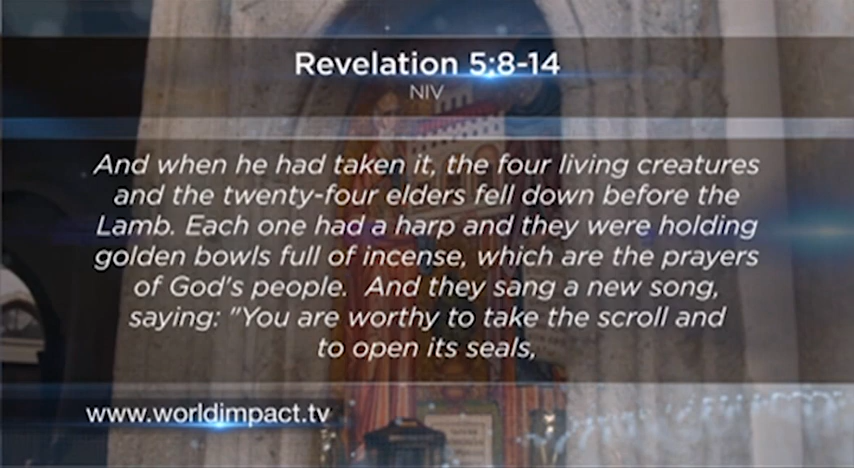 Revelation 5:8-14
NIV
And when he had taken it, the four living creatures
and the twenty-four elders fell down before the
Lamb. Each one had a harp and they were holding
golden bowls full of incense, which are the prayers
of God's people.  And they sang a new song,
saying: "You are worthy to take the scroll and
to open its seals,
www.worldimpact.tv